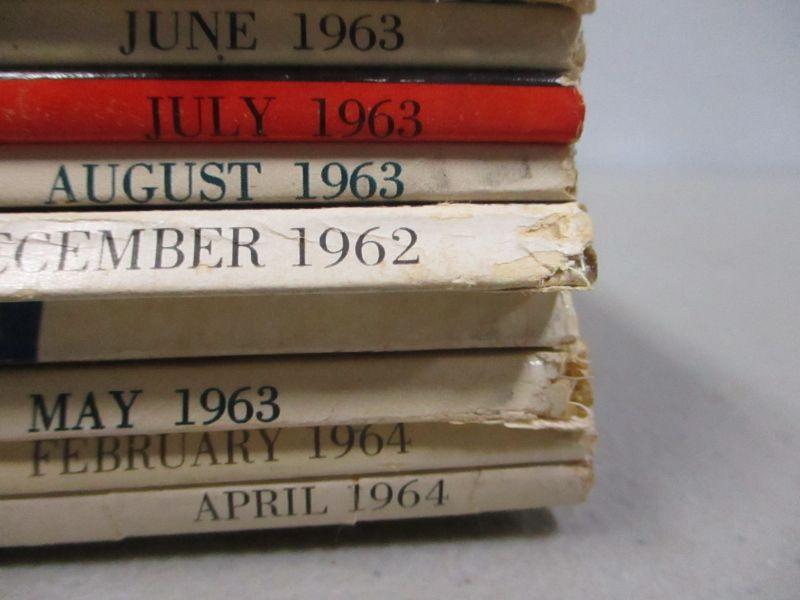 JUNE 1963
JULY 1963
AUGUST 1963
ECEMBER 1962
MAY 1963
FEBRUARY 1964
APRIL 1964